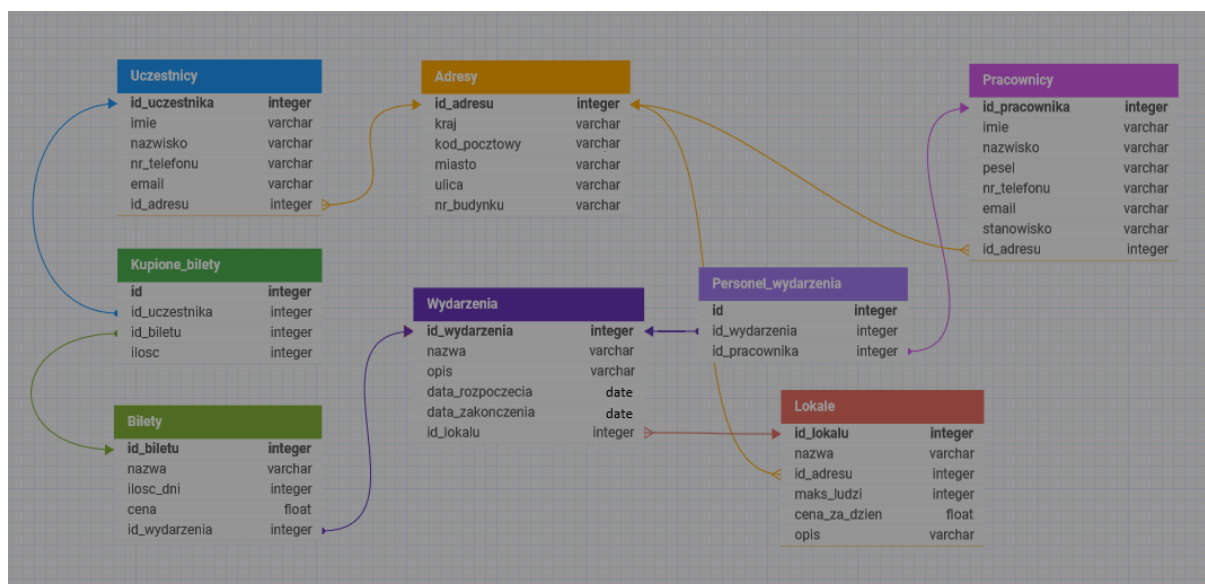 Uczestnicy
id_uczestnika integer
imie varchar
nazwisko varchar
nr_telefonu varchar
email varchar
id_adresu integer
Adresy
id_adresu integer
kraj varchar
kod_pocztowy varchar
miasto varchar
ulica varchar
nr_budynku varchar
Pracownicy
id_pracownika integer
imie varchar
nazwisko varchar
pesel varchar
nr_telefonu varchar
email varchar
stanowisko varchar
id_adresu integer
Kupione_bilety
id integer
id_uczestnika integer
id_biletu integer
ilosc integer
Wydarzenia
id_wydarzenia integer
nazwa varchar
opis varchar
data_rozpoczecia date
data_zakonczenia date
id_lokalu integer
Personel_wydarzenia
id integer
id_wydarzenia integer
id_pracownika integer
Bilety
id_biletu integer
nazwa varchar
ilosc_dni integer
cena float
id_wydarzenia integer
Lokale
id_lokalu integer
nazwa varchar
id_adresu integer
maks_ludzi integer
cena_za_dzien float
opis varchar